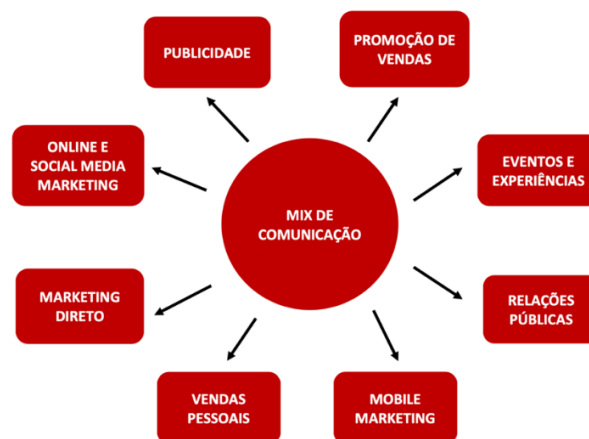 PUBLICIDADE
PROMOÇÃO DE
VENDAS
ONLINE E
SOCIAL MEDIA
MARKETING
EVENTOS E
EXPERIÊNCIAS
MIX DE
COMUNICAÇÃO
MARKETING
DIRETO
RELAÇÕES
PÚBLICAS
VENDAS
PESSOAIS
MOBILE
MARKETING